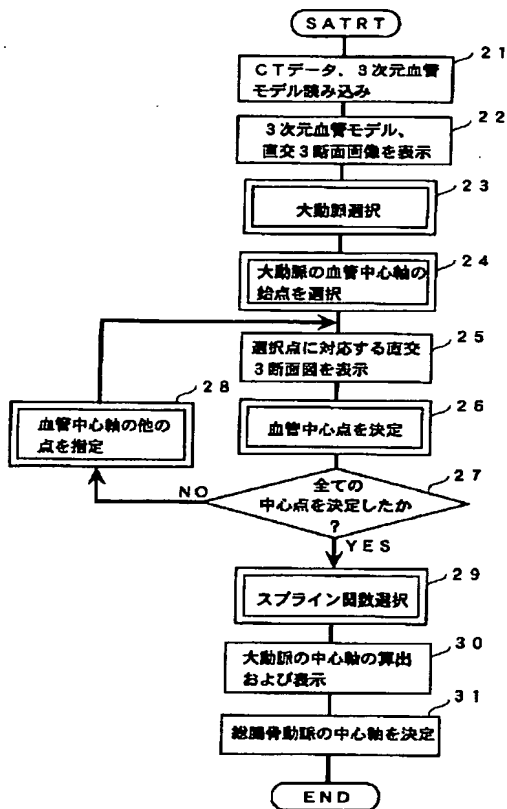 SATRT
21
CTデータ、3次元血管
モデル読み込み
22
3次元血管モデル、
直交3断面画像を表示
23
大動脈選択
24
大動脈の血管中心軸の
始点を選択
25
選択点に対応する直交
3断面図を表示
26
血管中心点を決定
28
血管中心軸の他の
点を指定
27
全ての
中心点を決定したか
?
NO
YES
29
スプライン関数選択
30
大動脈の中心軸の算出
および表示
31
総腸骨動脈の中心軸を決定
END